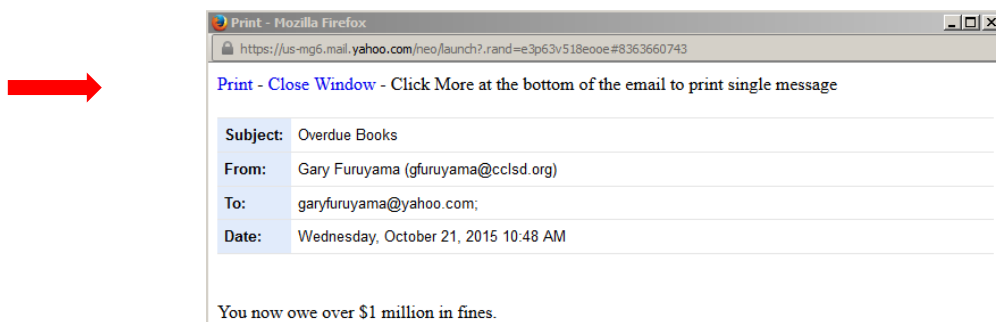 Print - Mozilla Firefox
https://us-mg6.mail.yahoo.com/neo/launch?.rand=e3p63v518eooe#8363660743
Print - Close Window - Click More at the bottom of the email to print single message
Subject: Overdue Books
From: Gary Furuyama (gfuruyama@cclsd.org)
To: garyfuruyama@yahoo.com;
Date: Wednesday, October 21, 2015 10:48 AM
You now owe over $1 million in fines.